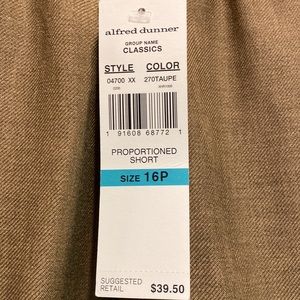 alfred dunner
GROUP NAME
CLASSICS
STYLE COLOR
04700 XX 270TAUPE
1 91608 68772 1
PROPORTIONED
SHORT
SIZE 16P
SUGGESTED
RETAIL $39.50